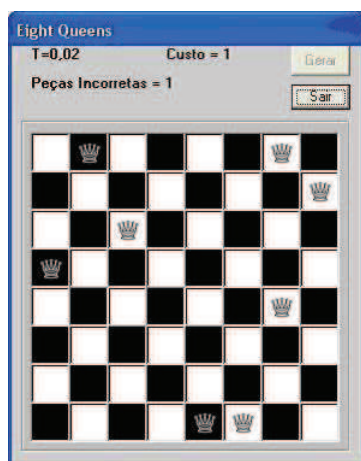 Eight Queens
T=0,02 Custo = 1 Gerar
Peças Incorretas = 1
Sair